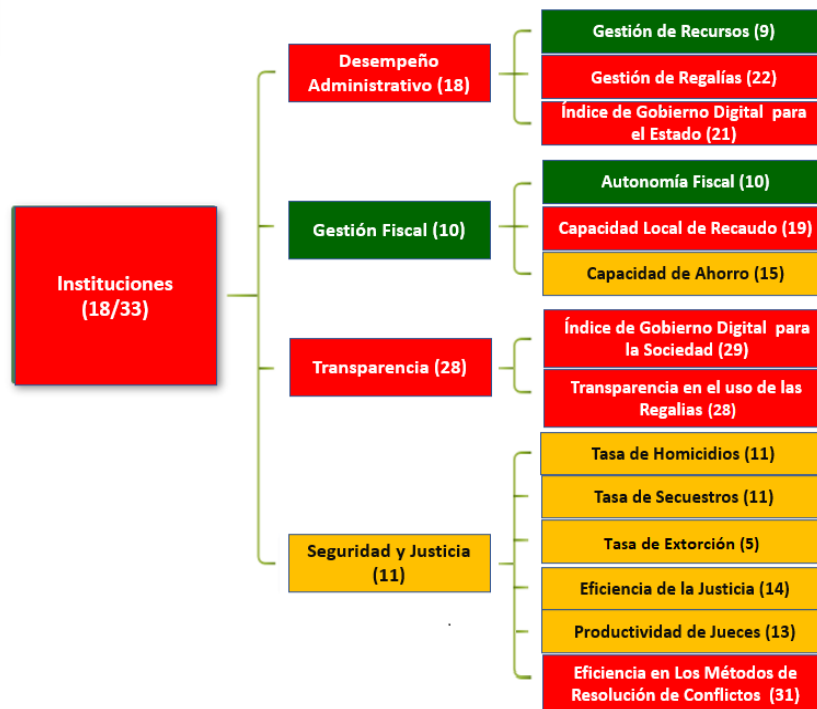 Instituciones
(18/33)
Desempeño
Administrativo (18)
Gestión de Recursos (9)
Gestión de Regalías (22)
Índice de Gobierno Digital para
el Estado (21)
Gestión Fiscal (10)
Autonomía Fiscal (10)
Capacidad Local de Recaudo (19)
Capacidad de Ahorro (15)
Transparencia (28)
Índice de Gobierno Digital para
la Sociedad (29)
Transparencia en el uso de las
Regalias (28)
Seguridad y Justicia
(11)
Tasa de Homicidios (11)
Tasa de Secuestros (11)
Tasa de Extorción (5)
Eficiencia de la Justicia (14)
Productividad de Jueces (13)
Eficiencia en Los Métodos de
Resolución de Conflictos (31)